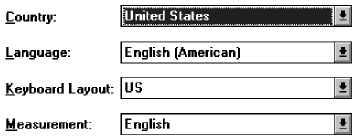 Country: United States
Language: English (American)
Keyboard Layout: US
Measurement: English